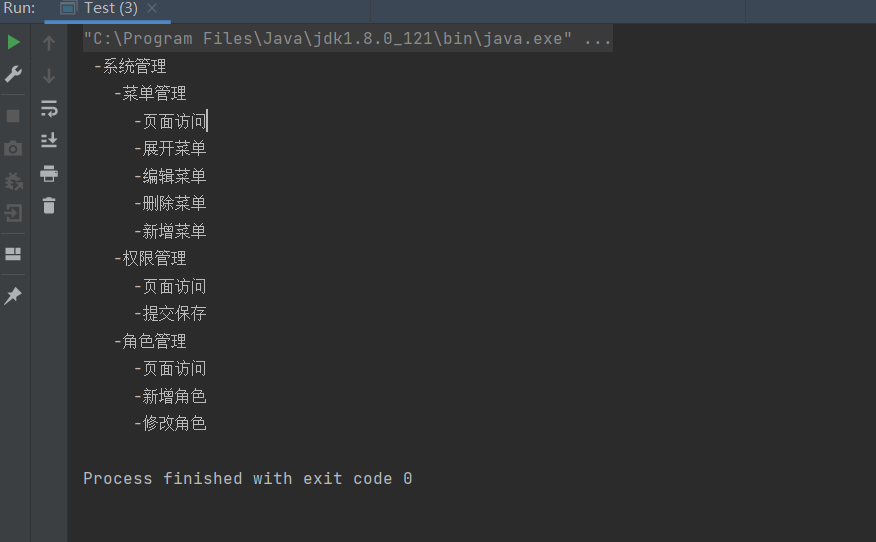 Run: Test (3)
"C:\Program Files\Java\jdk1.8.0_121\bin\java.exe" ...
-系统管理
-菜单管理
-页面访问
-展开菜单
-编辑菜单
-删除菜单
-新增菜单
-权限管理
-页面访问
-提交保存
-角色管理
-页面访问
-新增角色
-修改角色
Process finished with exit code 0